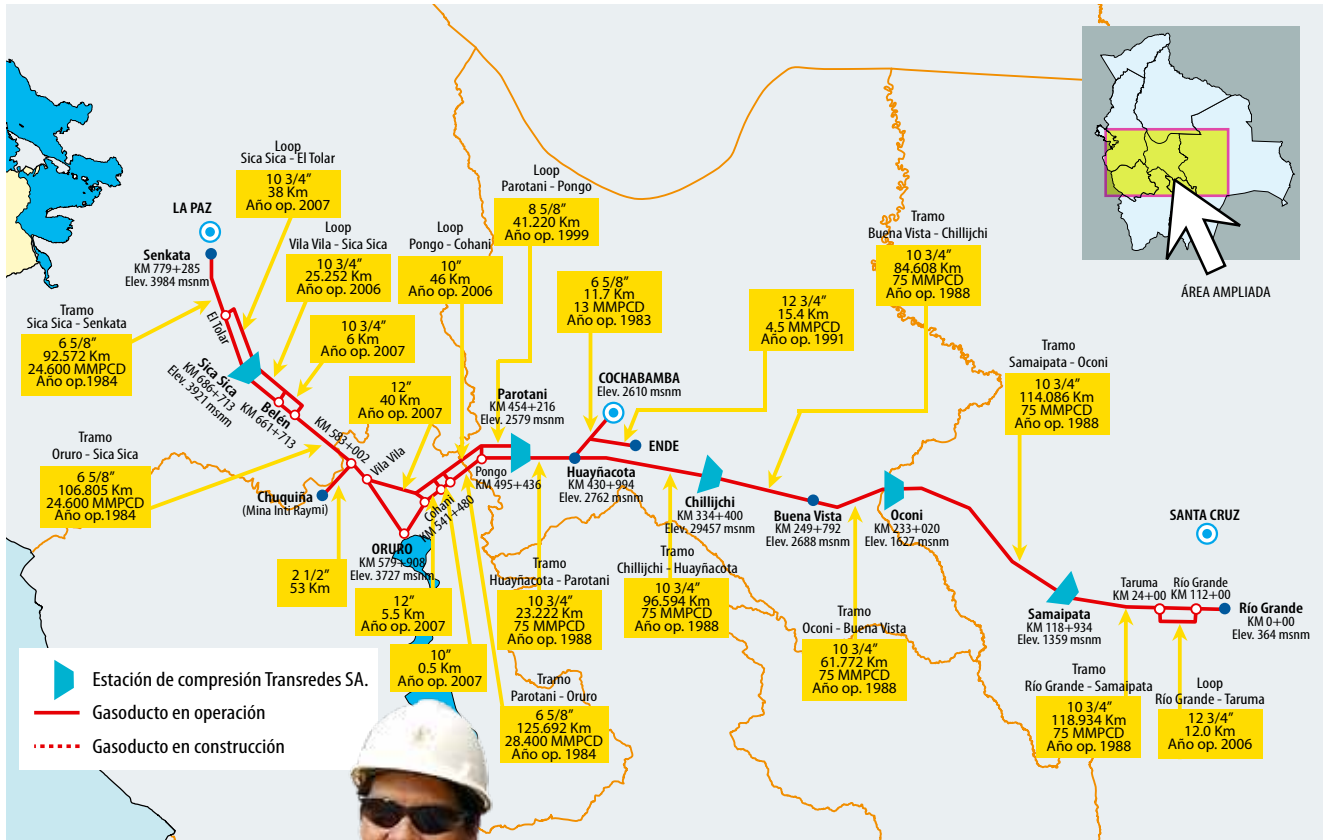 LA PAZ
Senkata
KM 779+285
Elev. 3984 msnm
Loop
Sica Sica - El Tolar
10 3/4”
38 Km
Año op. 2007
Loop
Vila Vila - Sica Sica
10 3/4”
25.252 Km
Año op. 2006
10 3/4”
6 Km
Año op. 2007
Loop
Pongo - Cohani
10”
46 Km
Año op. 2006
Loop
Parotani - Pongo
8 5/8”
41.220 Km
Año op. 1999
6 5/8”
11.7 Km
13 MMPCD
Año op. 1983
12 3/4”
15.4 Km
4.5 MMPCD
Año op. 1991
Tramo
Buena Vista - Chillijchi
10 3/4”
84.608 Km
75 MMPCD
Año op. 1988
ÁREA AMPLIADA
Tramo
Sica Sica - Senkata
6 5/8”
92.572 Km
24.600 MMPCD
Año op.1984
El Tolar
Sica Sica
KM 686+713
Elev. 3921 msnm
Belén
KM 661+713
KM 583+002
Vila Vila
12”
40 Km
Año op. 2007
Parotani
KM 454+216
Elev. 2579 msnm
COCHABAMBA
Elev. 2610 msnm
ENDE
Tramo
Samaipata - Oconi
10 3/4”
114.086 Km
75 MMPCD
Año op. 1988
Tramo
Oruro - Sica Sica
6 5/8”
106.805 Km
24.600 MMPCD
Año op.1984
Chuquiña
(Mina Inti Raymi)
Pongo
KM 495+436
Cohani
KM 541+480
Huayñacota
KM 430+994
Elev. 2762 msnm
Chillijchi
KM 334+400
Elev. 29457 msnm
Buena Vista
KM 249+792
Elev. 2688 msnm
Oconi
KM 233+020
Elev. 1627 msnm
SANTA CRUZ
ORURO
KM 579+908
Elev. 3727 msnm
2 1/2”
53 Km
12”
5.5 Km
Año op. 2007
10”
0.5 Km
Año op. 2007
Tramo
Huayñacota - Parotani
10 3/4”
23.222 Km
75 MMPCD
Año op. 1988
Tramo
Chillijchi - Huayñacota
10 3/4”
96.594 Km
75 MMPCD
Año op. 1988
Tramo
Oconi - Buena Vista
10 3/4”
61.772 Km
75 MMPCD
Año op. 1988
Samaipata
KM 118+934
Elev. 1359 msnm
Taruma
KM 24+00
Río Grande
KM 112+00
Río Grande
KM 0+00
Elev. 364 msnm
Tramo
Parotani - Oruro
6 5/8”
125.692 Km
28.400 MMPCD
Año op. 1984
Tramo
Río Grande - Samaipata
10 3/4”
118.934 Km
75 MMPCD
Año op. 1988
Loop
Río Grande - Taruma
12 3/4”
12.0 Km
Año op. 2006
Estación de compresión Transredes SA.
Gasoducto en operación
Gasoducto en construcción